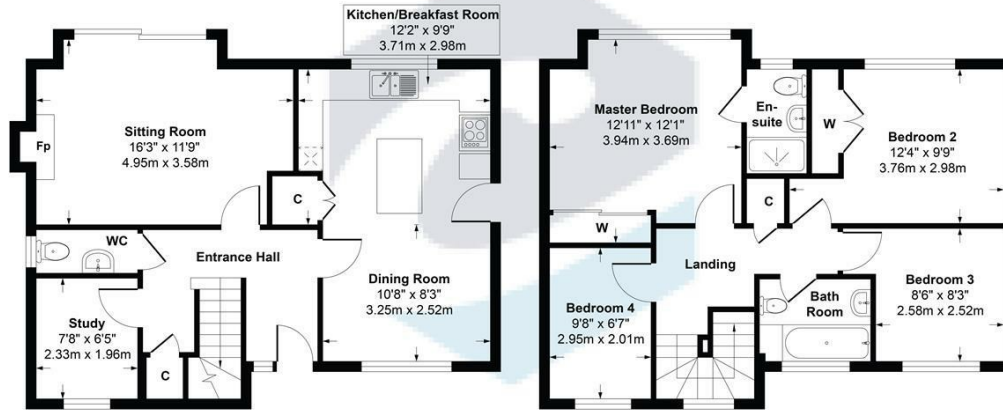 Kitchen/Breakfast Room
12'2" x 9'9"
3.71m x 2.98m
Sitting Room
16'3" x 11'9"
4.95m x 3.58m
Fp
C
WC
Entrance Hall
Study
7'8" x 6'5"
2.33m x 1.96m
C
Dining Room
10'8" x 8'3"
3.25m x 2.52m
Master Bedroom
12'11" x 12'1"
3.94m x 3.69m
En-
suite
W
Bedroom 2
12'4" x 9'9"
3.76m x 2.98m
C
W
Landing
Bedroom 4
9'8" x 6'7"
2.95m x 2.01m
Bath
Room
Bedroom 3
8'6" x 8'3"
2.58m x 2.52m